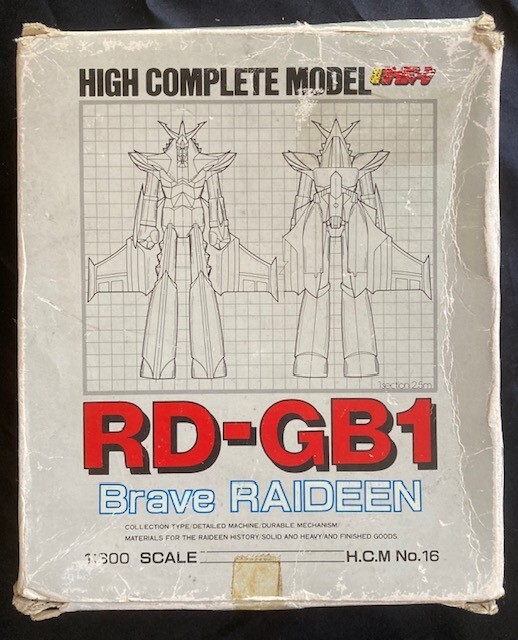 HIGH COMPLETE MODEL
1section 2.5m
RD-GB1
Brave RAIDEEN
COLLECTION TYPE/DETAILED MACHINE/DURABLE MECHANISM/
MATERIALS FOR THE RAIDEEN HISTORY/SOLID AND HEAVY/AND FINISHED GOODS.
SCALE H.C.M No.16